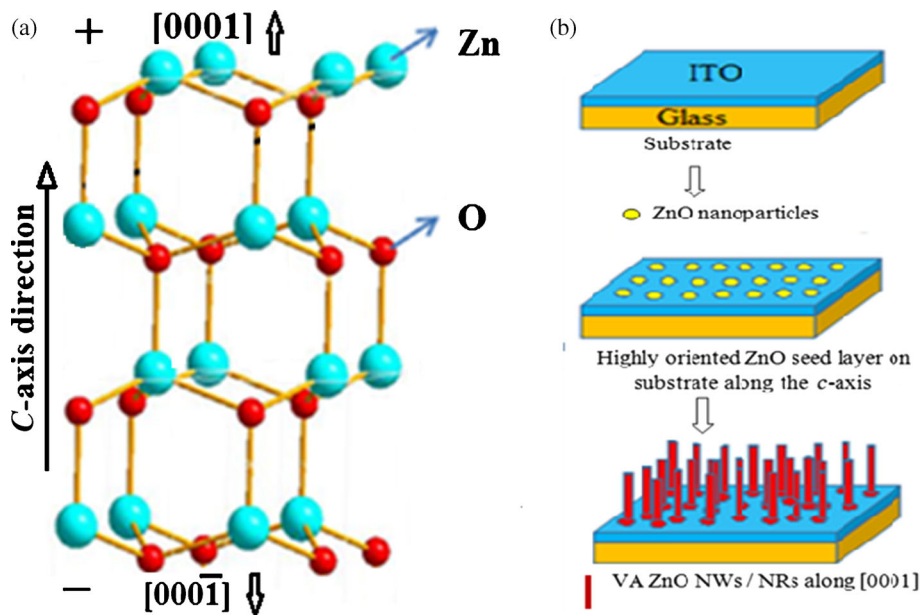 (a)
+
[0001]
Zn
O
C-axis direction
−
[0001̅]
(b)
ITO
Glass
Substrate
ZnO nanoparticles
Highly oriented ZnO seed layer on
substrate along the c-axis
VA ZnO NWs / NRs along [0001]